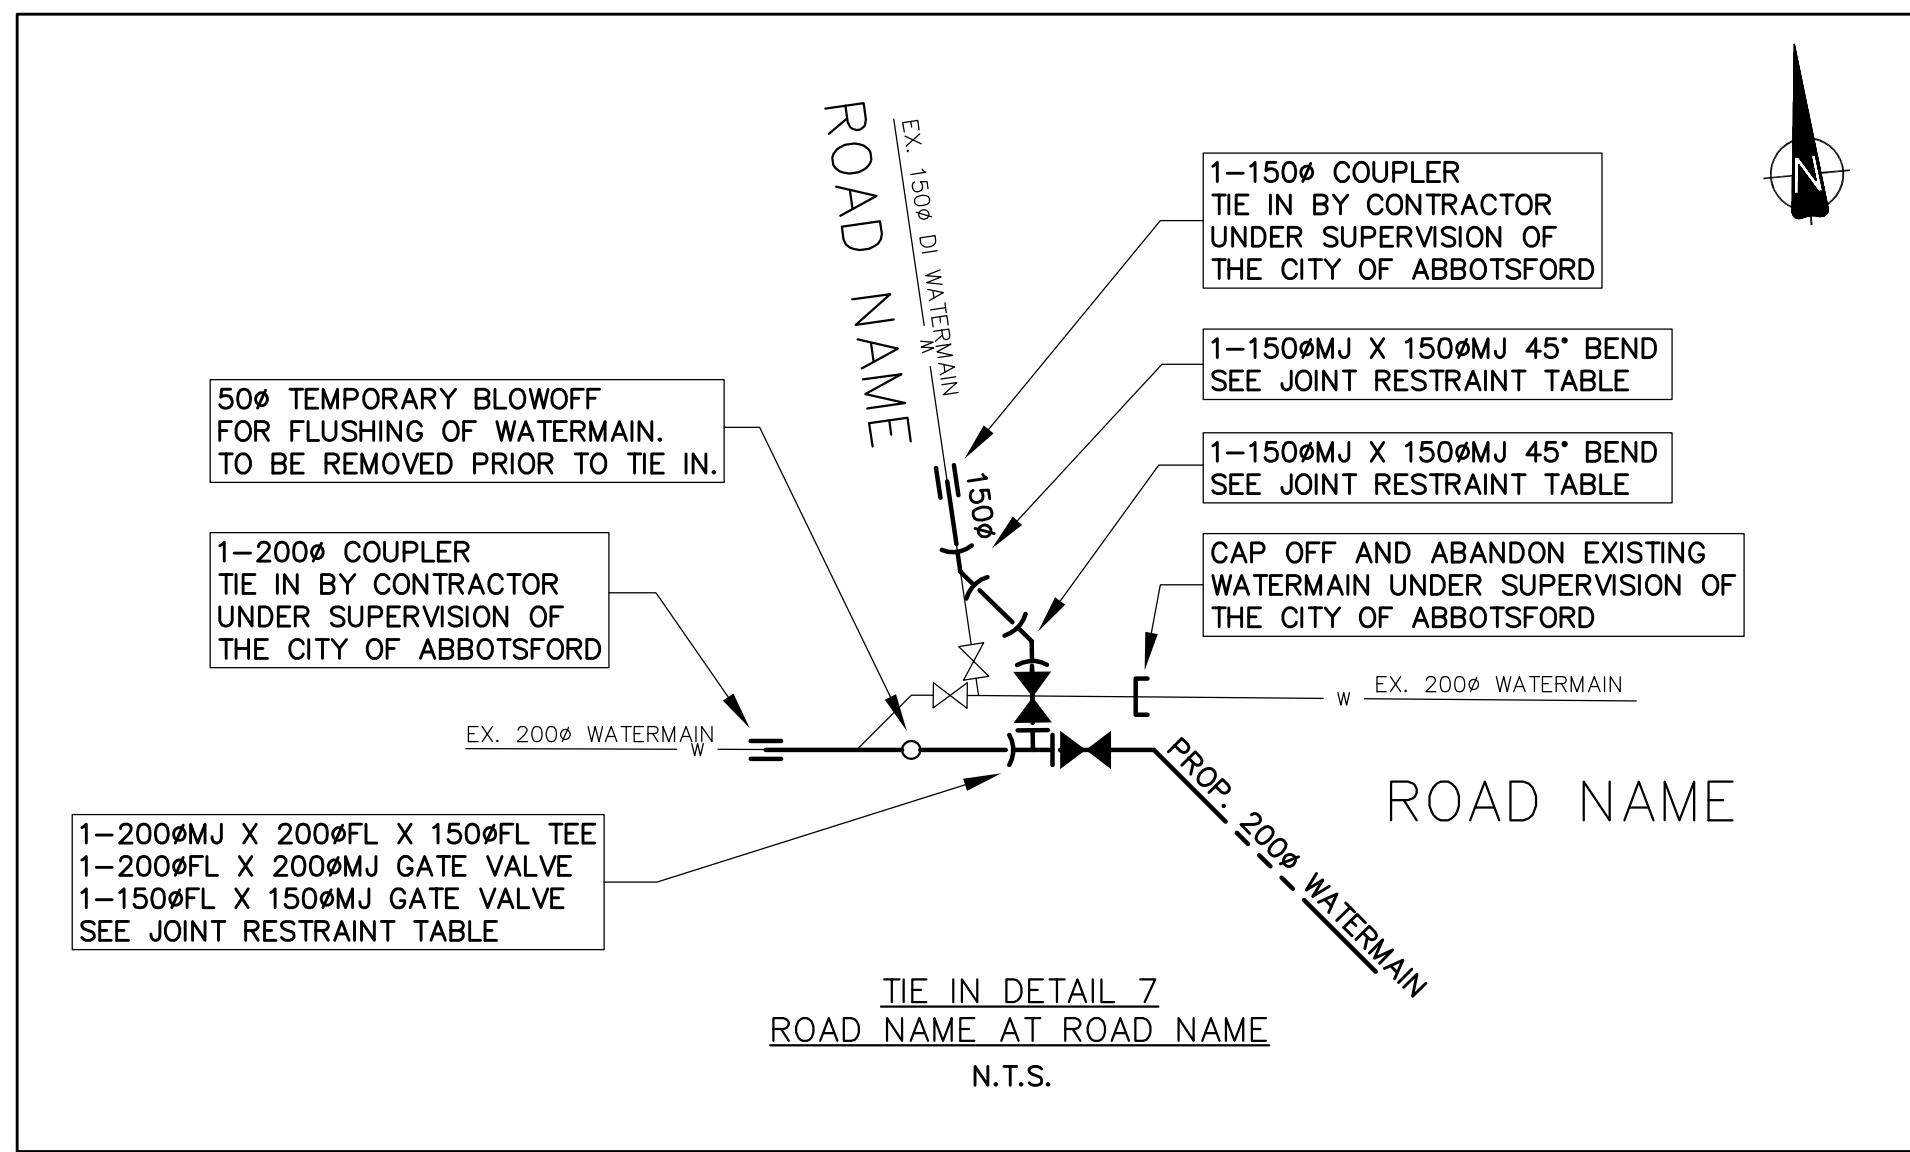 N
ROAD NAME
EX. 150ø DI WATERMAIN
W
1-150ø COUPLER
TIE IN BY CONTRACTOR
UNDER SUPERVISION OF
THE CITY OF ABBOTSFORD
1-150øMJ X 150øMJ 45° BEND
SEE JOINT RESTRAINT TABLE
1-150øMJ X 150øMJ 45° BEND
SEE JOINT RESTRAINT TABLE
CAP OFF AND ABANDON EXISTING
WATERMAIN UNDER SUPERVISION OF
THE CITY OF ABBOTSFORD
50ø TEMPORARY BLOWOFF
FOR FLUSHING OF WATERMAIN.
TO BE REMOVED PRIOR TO TIE IN.
150ø
1-200ø COUPLER
TIE IN BY CONTRACTOR
UNDER SUPERVISION OF
THE CITY OF ABBOTSFORD
W EX. 200ø WATERMAIN
EX. 200ø WATERMAIN W
PROP. 200ø WATERMAIN
ROAD NAME
1-200øMJ X 200øFL X 150øFL TEE
1-200øFL X 200øMJ GATE VALVE
1-150øFL X 150øMJ GATE VALVE
SEE JOINT RESTRAINT TABLE
TIE IN DETAIL 7
ROAD NAME AT ROAD NAME
N.T.S.